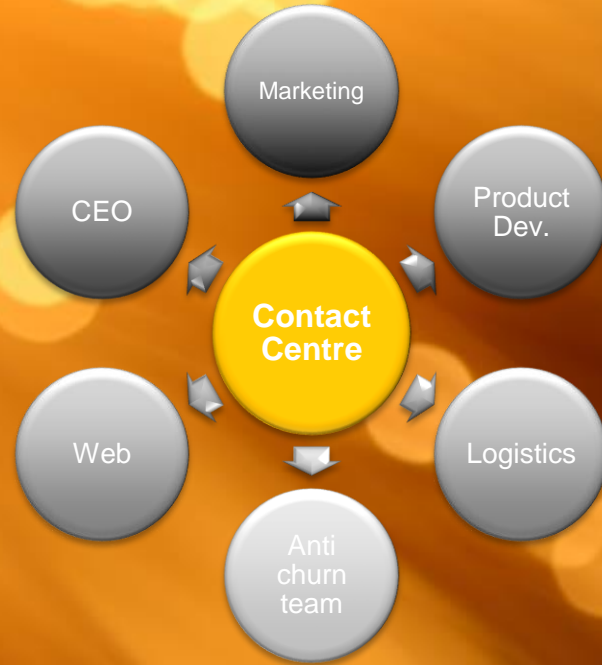 Marketing
CEO
Product
Dev.
Contact
Centre
Web
Logistics
Anti
churn
team